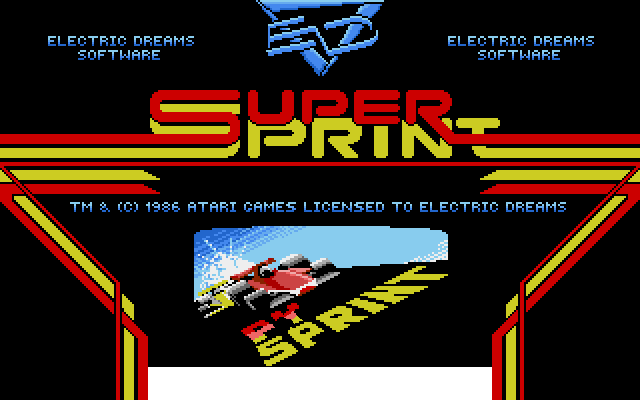 ELECTRIC DREAMS
SOFTWARE
ELECTRIC DREAMS
SOFTWARE
SUPER
SPRINT
TM & (C) 1986 ATARI GAMES LICENSED TO ELECTRIC DREAMS
SPRINT